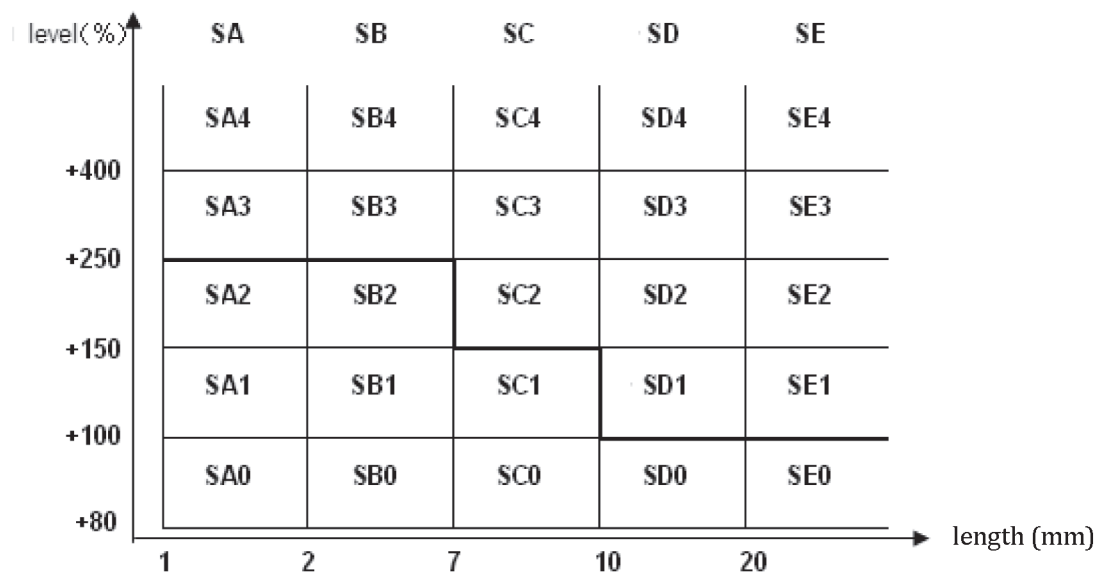 level(%) SA SB SC SD SE
SA4 SB4 SC4 SD4 SE4
+400
SA3 SB3 SC3 SD3 SE3
+250
SA2 SB2 SC2 SD2 SE2
+150
SA1 SB1 SC1 SD1 SE1
+100
SA0 SB0 SC0 SD0 SE0
+80
length (mm)
1 2 7 10 20